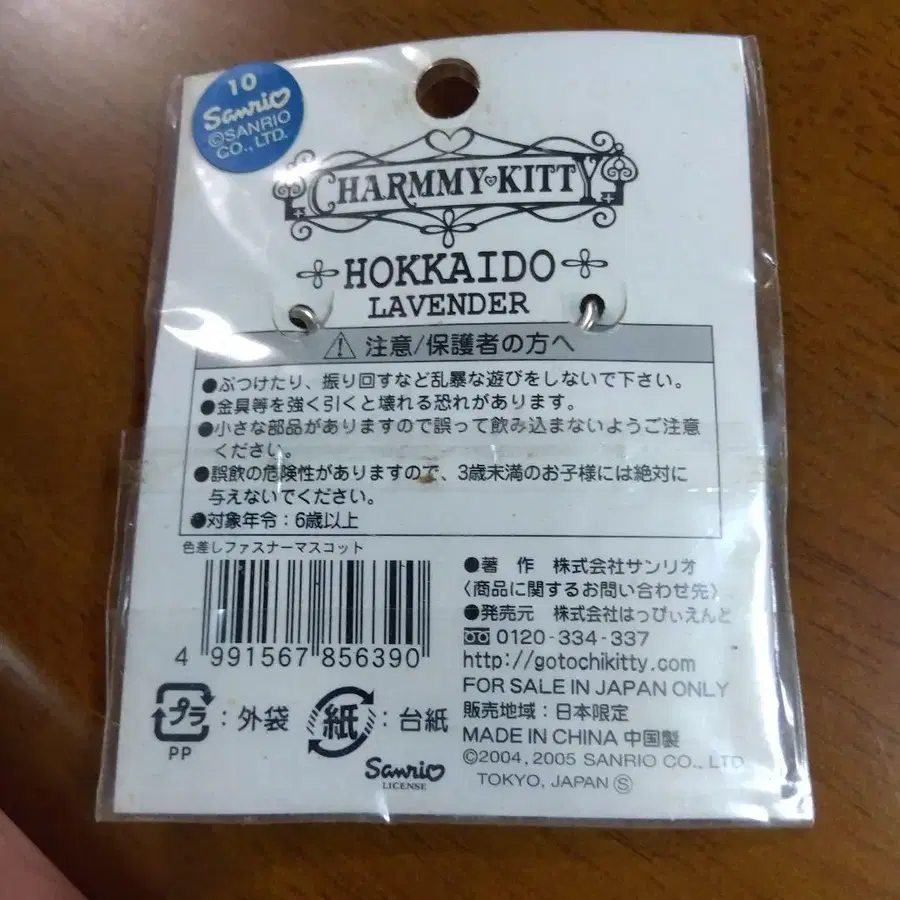 10
Sanrio
©SANRIO
CO., LTD.
CHARMMY KITTY
HOKKAIDO
LAVENDER
注意/保護者の方へ
●ぶつけたり、振り回すなど乱暴な遊びをしないで下さい。
●金具等を強く引くと壊れる恐れがあります。
●小さな部品がありますので誤って飲み込まないようご注意
ください。
●誤飲の危険性がありますので、3歳未満のお子様には絶対に
与えないでください。
●対象年令：6歳以上
色差しファスナーマスコット
4 991567 856390
●著 作 株式会社サンリオ
〈商品に関するお問い合わせ先〉
●発売元 株式会社はっぴぃえんど
0120-334-337
http://gotochikitty.com
FOR SALE IN JAPAN ONLY
販売地域：日本限定
MADE IN CHINA 中国製
©2004, 2005 SANRIO CO., LTD.
TOKYO, JAPAN Ⓢ
プラ：外袋
PP
紙：台紙
Sanrio
LICENSE